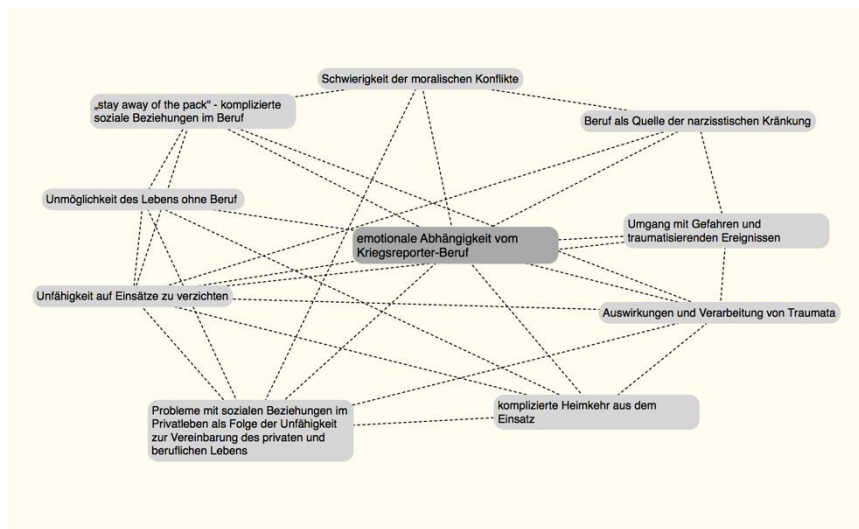 Schwierigkeit der moralischen Konflikte
„stay away of the pack“ - komplizierte
soziale Beziehungen im Beruf
Beruf als Quelle der narzisstischen Kränkung
Unmöglichkeit des Lebens ohne Beruf
Umgang mit Gefahren und
traumatisierenden Ereignissen
emotionale Abhängigkeit vom
Kriegsreporter-Beruf
Unfähigkeit auf Einsätze zu verzichten
Auswirkungen und Verarbeitung von Traumata
Probleme mit sozialen Beziehungen im
Privatleben als Folge der Unfähigkeit
zur Vereinbarung des privaten und
beruflichen Lebens
komplizierte Heimkehr aus dem
Einsatz